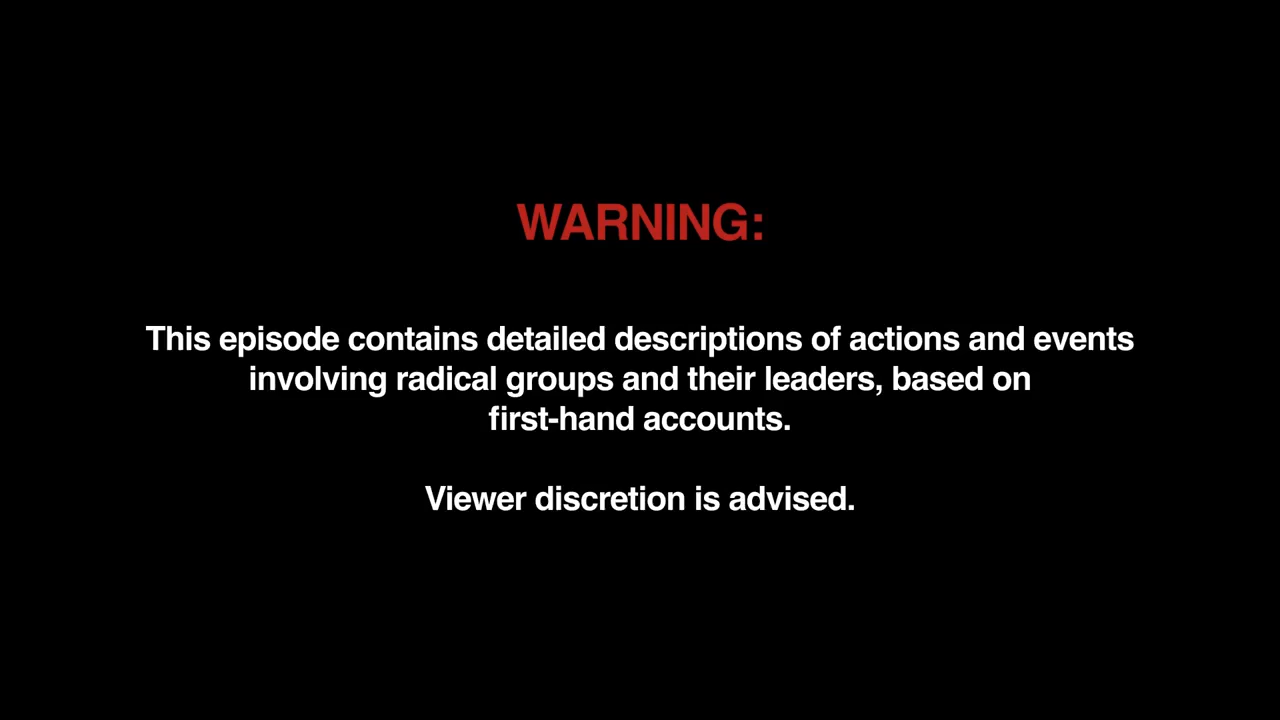 WARNING:
This episode contains detailed descriptions of actions and events
involving radical groups and their leaders, based on
first-hand accounts.
Viewer discretion is advised.